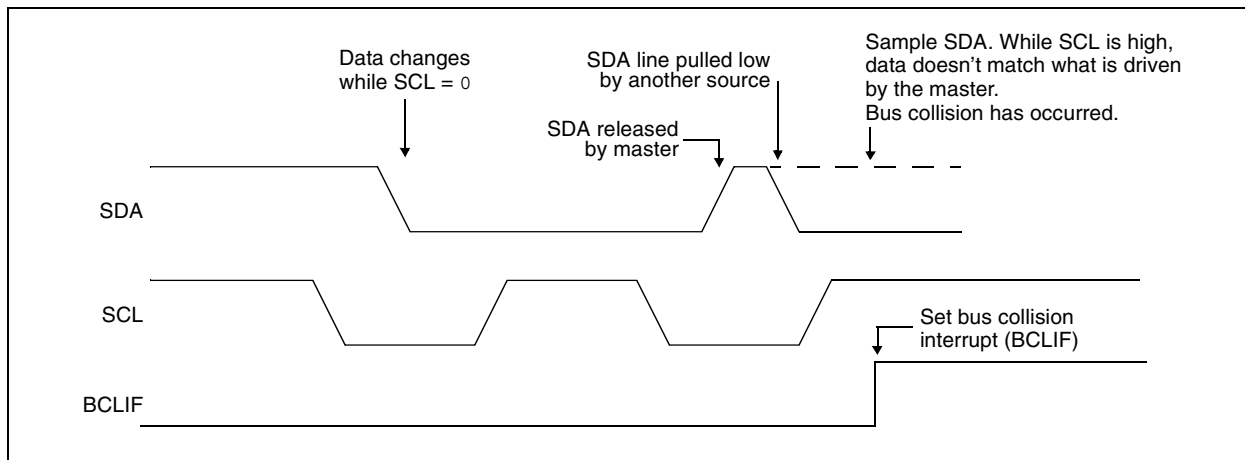 Data changes
while SCL = 0
SDA line pulled low
by another source
Sample SDA. While SCL is high,
data doesn't match what is driven
by the master.
Bus collision has occurred.
SDA released
by master
SDA
SCL
Set bus collision
interrupt (BCLIF)
BCLIF